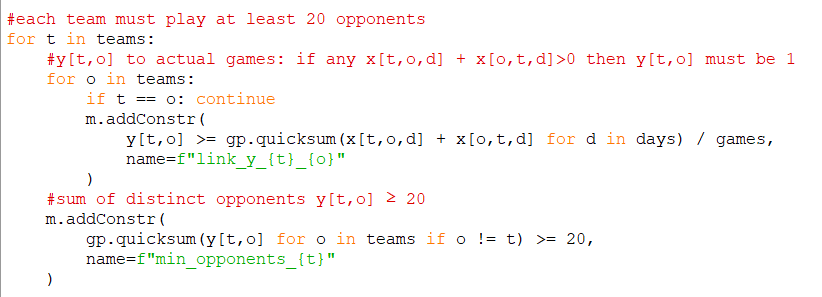 #each team must play at least 20 opponents
for t in teams:
    #y[t,o] to actual games: if any x[t,o,d] + x[o,t,d]>0 then y[t,o] must be 1
    for o in teams:
        if t == o: continue
        m.addConstr(
            y[t,o] >= gp.quicksum(x[t,o,d] + x[o,t,d] for d in days) / games,
            name=f"link_y_{t}_{o}"
        )
    #sum of distinct opponents y[t,o] ≥ 20
    m.addConstr(
        gp.quicksum(y[t,o] for o in teams if o != t) >= 20,
        name=f"min_opponents_{t}"
    )